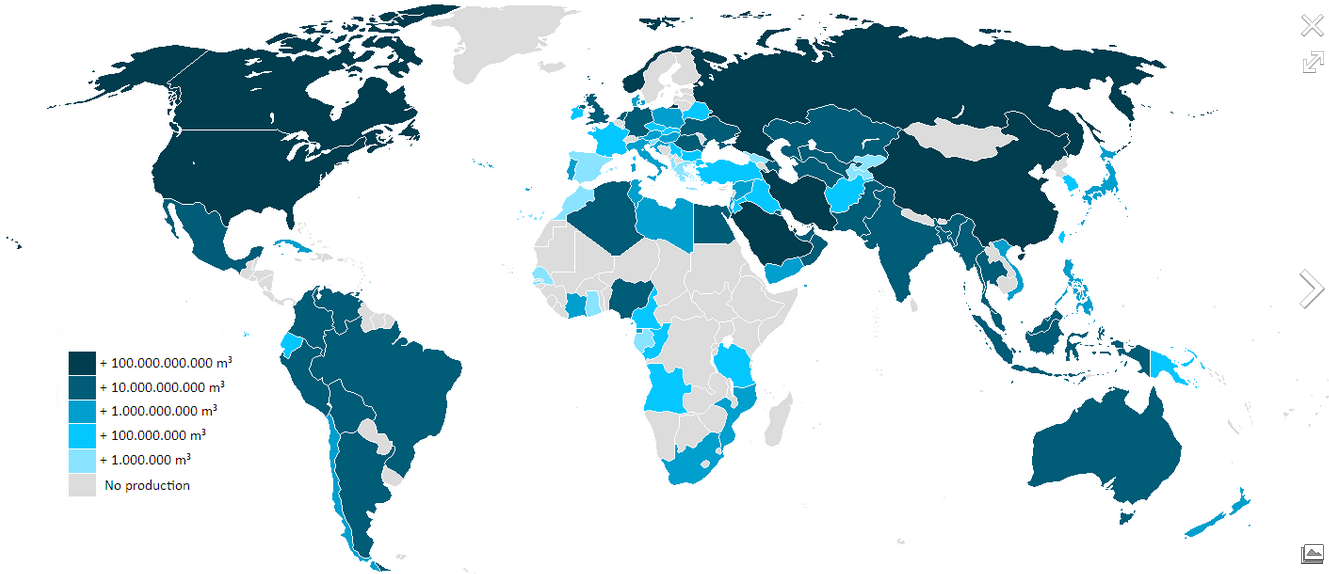 + 100.000.000.000 m³
+ 10.000.000.000 m³
+ 1.000.000.000 m³
+ 100.000.000 m³
+ 1.000.000 m³
No production